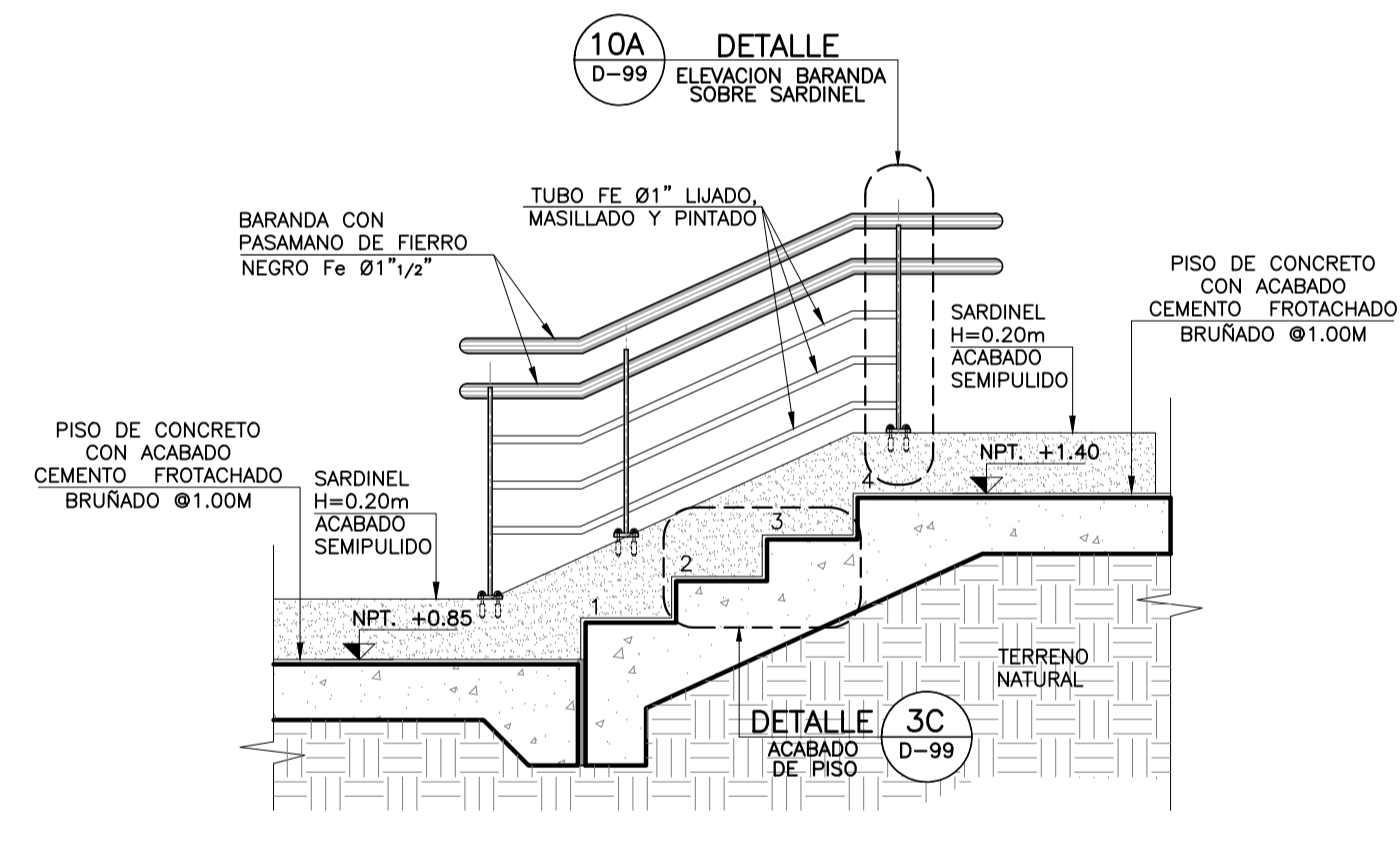 10A
D-99
DETALLE
ELEVACION BARANDA
SOBRE SARDINEL
TUBO FE Ø1” LIJADO,
MASILLADO Y PINTADO
BARANDA CON
PASAMANO DE FIERRO
NEGRO Fe Ø1”1/2”
PISO DE CONCRETO
CON ACABADO
CEMENTO FROTACHADO
BRUÑADO @1.00M
SARDINEL
H=0.20m
ACABADO
SEMIPULIDO
PISO DE CONCRETO
CON ACABADO
CEMENTO FROTACHADO
BRUÑADO @1.00M
SARDINEL
H=0.20m
ACABADO
SEMIPULIDO
NPT. +1.40
4
3
2
1
NPT. +0.85
TERRENO
NATURAL
DETALLE
ACABADO
DE PISO
3C
D-99